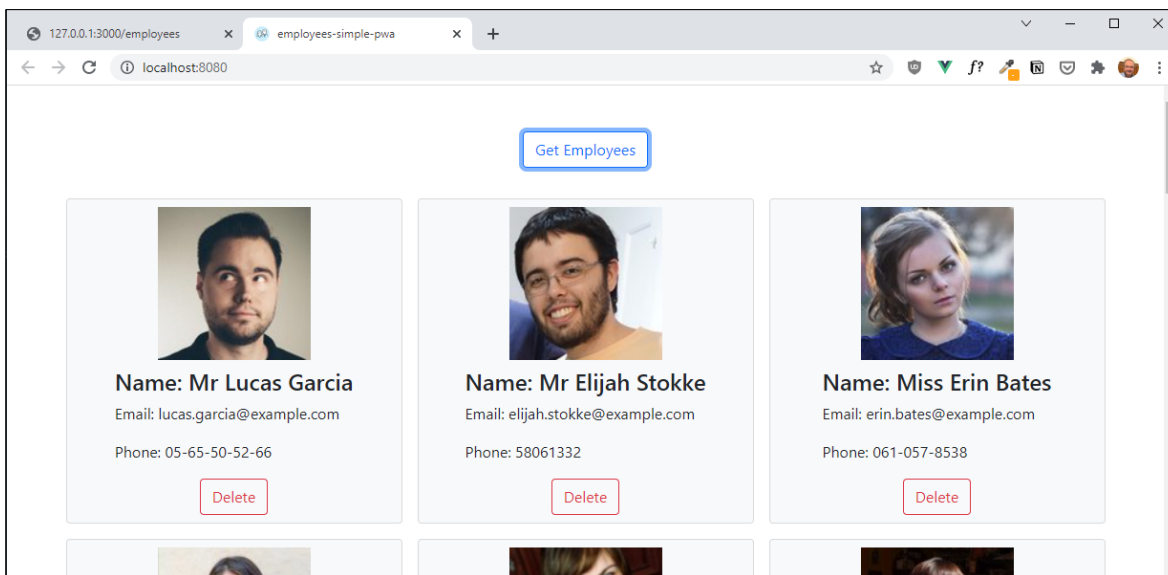 127.0.0.1:3000/employees
employees-simple-pwa
localhost:8080
f?
Get Employees
Name: Mr Lucas Garcia
Email: lucas.garcia@example.com
Phone: 05-65-50-52-66
Delete
Name: Mr Elijah Stokke
Email: elijah.stokke@example.com
Phone: 58061332
Delete
Name: Miss Erin Bates
Email: erin.bates@example.com
Phone: 061-057-8538
Delete